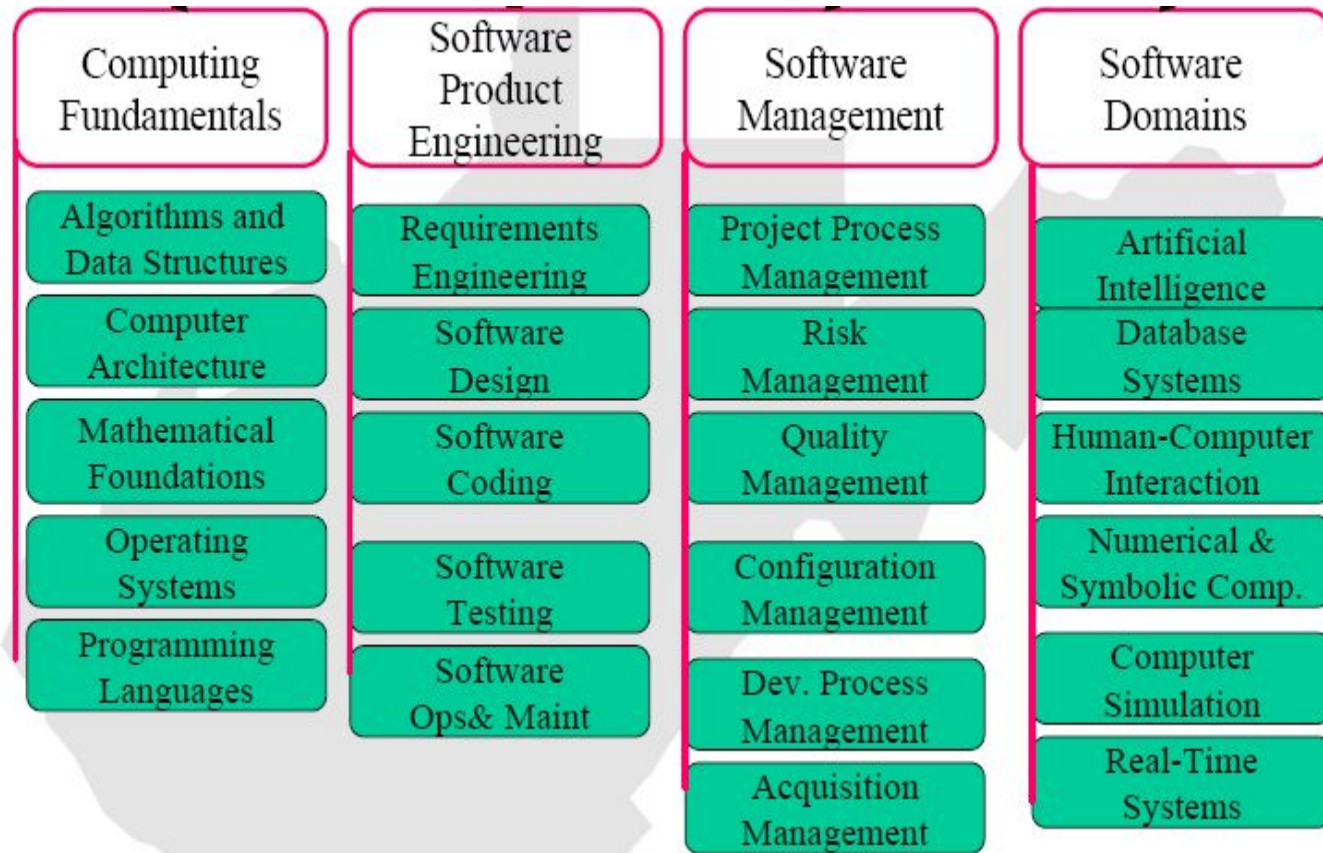 Computing
Fundamentals
Algorithms and
Data Structures
Computer
Architecture
Mathematical
Foundations
Operating
Systems
Programming
Languages
Software
Product
Engineering
Requirements
Engineering
Software
Design
Software
Coding
Software
Testing
Software
Ops& Maint
Software
Management
Project Process
Management
Risk
Management
Quality
Management
Configuration
Management
Dev. Process
Management
Acquisition
Management
Software
Domains
Artificial
Intelligence
Database
Systems
Human-Computer
Interaction
Numerical &
Symbolic Comp.
Computer
Simulation
Real-Time
Systems